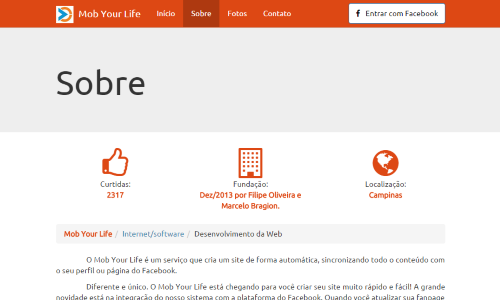 Mob Your Life Início Sobre Fotos Contato f Entrar com Facebook
Sobre
Curtidas: Fundação: Localização:
2317 Dez/2013 por Filipe Oliveira e Campinas
Marcelo Bragion.
Mob Your Life / Internet/software / Desenvolvimento da Web
O Mob Your Life é um serviço que cria um site de forma automática, sincronizando todo o conteúdo com
o seu perfil ou página do Facebook.
Diferente e único. O Mob Your Life está chegando para você criar seu site muito rápido e fácil! A grande
novidade está na integração do nosso sistema com a plataforma do Facebook. Quando você atualizar sua fanpage